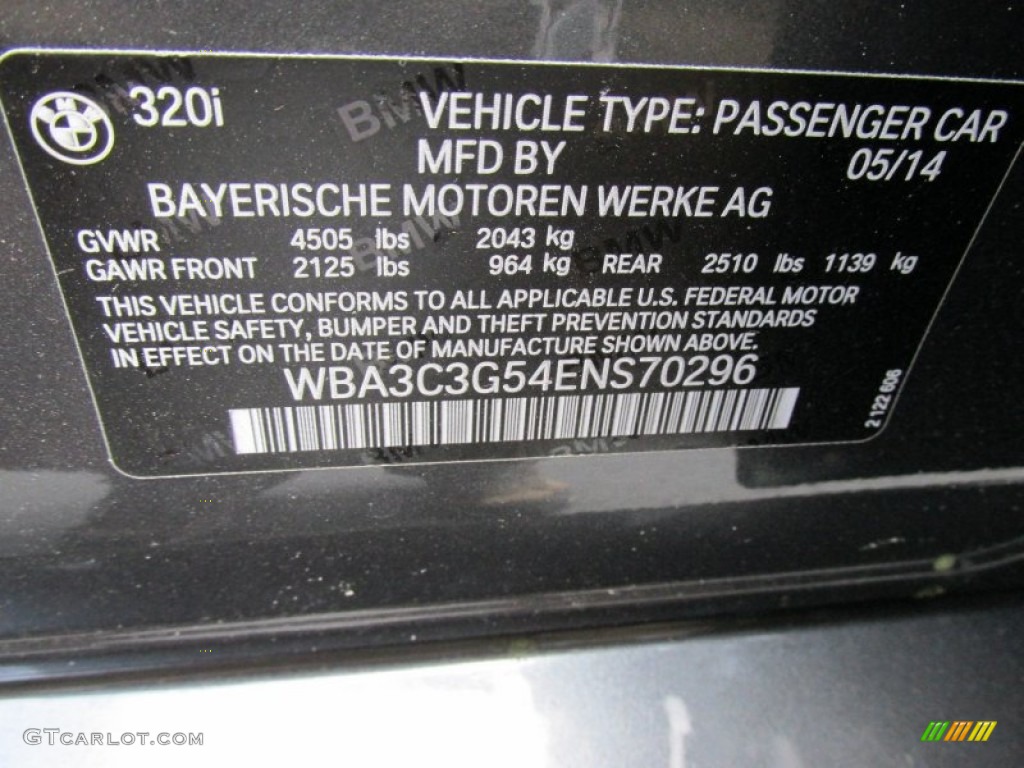 320i
VEHICLE TYPE: PASSENGER CAR
MFD BY 05/14
BAYERISCHE MOTOREN WERKE AG
GVWR 4505 lbs 2043 kg
GAWR FRONT 2125 lbs 964 kg REAR 2510 lbs 1139 kg
THIS VEHICLE CONFORMS TO ALL APPLICABLE U.S. FEDERAL MOTOR
VEHICLE SAFETY, BUMPER AND THEFT PREVENTION STANDARDS
IN EFFECT ON THE DATE OF MANUFACTURE SHOWN ABOVE.
WBA3C3G54ENS70296
2 122 606
GTCARLOT.COM